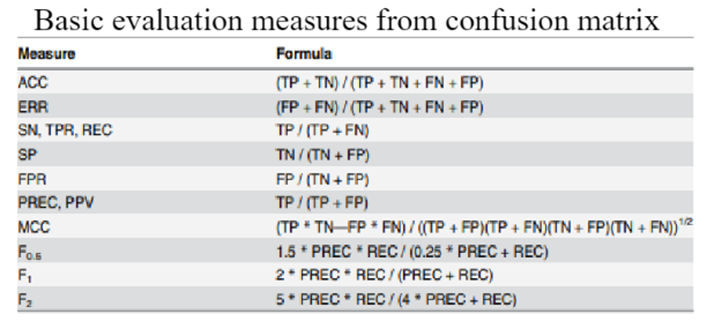 Basic evaluation measures from confusion matrix
Measure Formula
ACC (TP + TN) / (TP + TN + FN + FP)
ERR (FP + FN) / (TP + TN + FN + FP)
SN, TPR, REC TP / (TP + FN)
SP TN / (TN + FP)
FPR FP / (TN + FP)
PREC, PPV TP / (TP + FP)
MCC (TP * TN—FP * FN) / ((TP + FP)(TP + FN)(TN + FP)(TN + FN))^1/2
F0.5 1.5 * PREC * REC / (0.25 * PREC + REC)
F1 2 * PREC * REC / (PREC + REC)
F2 5 * PREC * REC / (4 * PREC + REC)